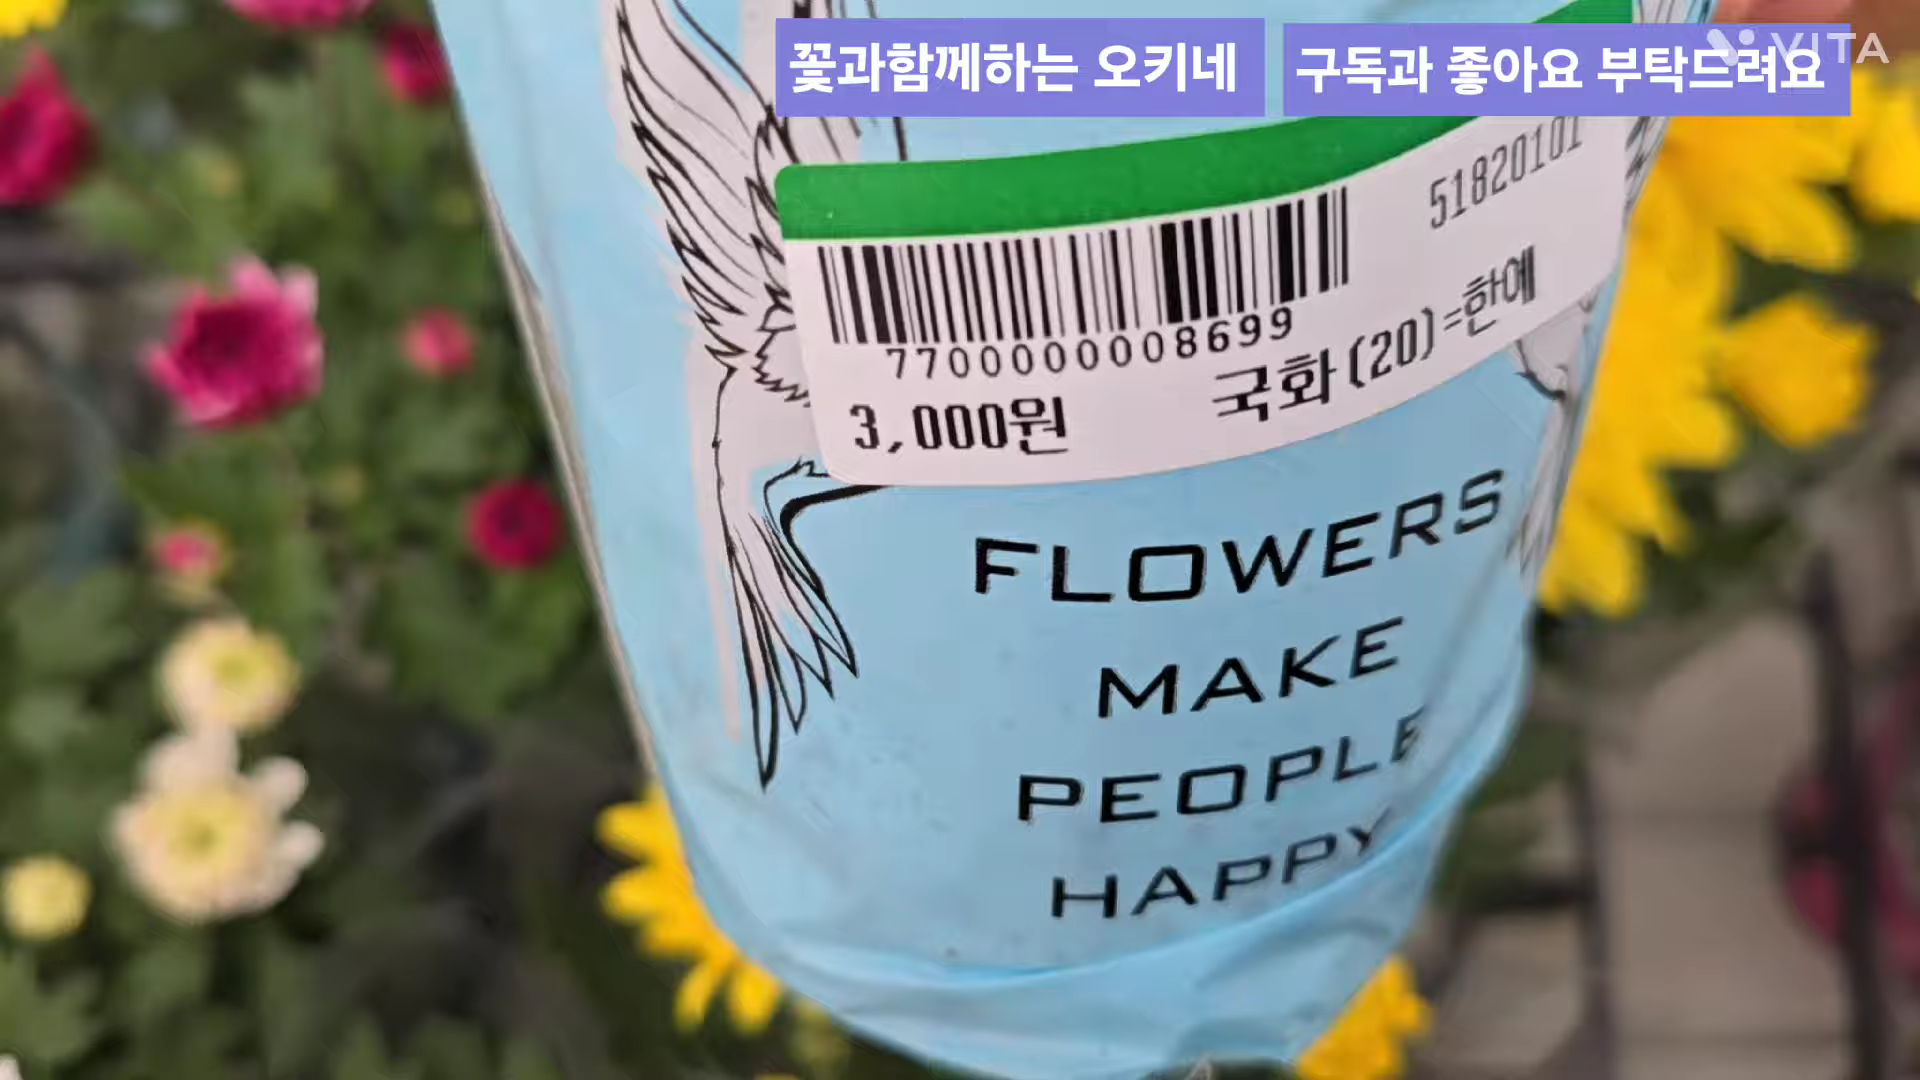 꽃과함께하는 오키네
구독과 좋아요 부탁드려요
VITA
51820101
7700000008699
국화(20)=한에
3,000원
FLOWERS
MAKE
PEOPLE
HAPPY